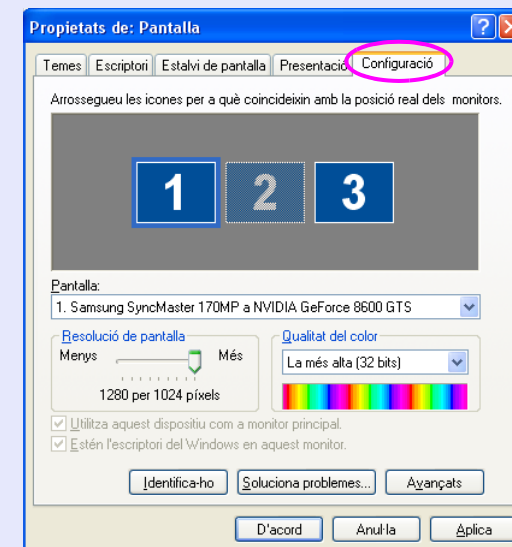 Propietats de: Pantalla
Temes Escriptori Estalvi de pantalla Presentació Configuració
Arrossegueu les icones per a què coincideixin amb la posició real dels monitors.
1 2 3
Pantalla:
1. Samsung SyncMaster 170MP a NVIDIA GeForce 8600 GTS
Resolució de pantalla Qualitat del color
Menys Més La més alta (32 bits)
1280 per 1024 píxels
Utilitza aquest dispositiu com a monitor principal.
Estén l'escriptori del Windows en aquest monitor.
Identifica-ho Soluciona problemes... Avançats
D'acord Anul·la Aplica